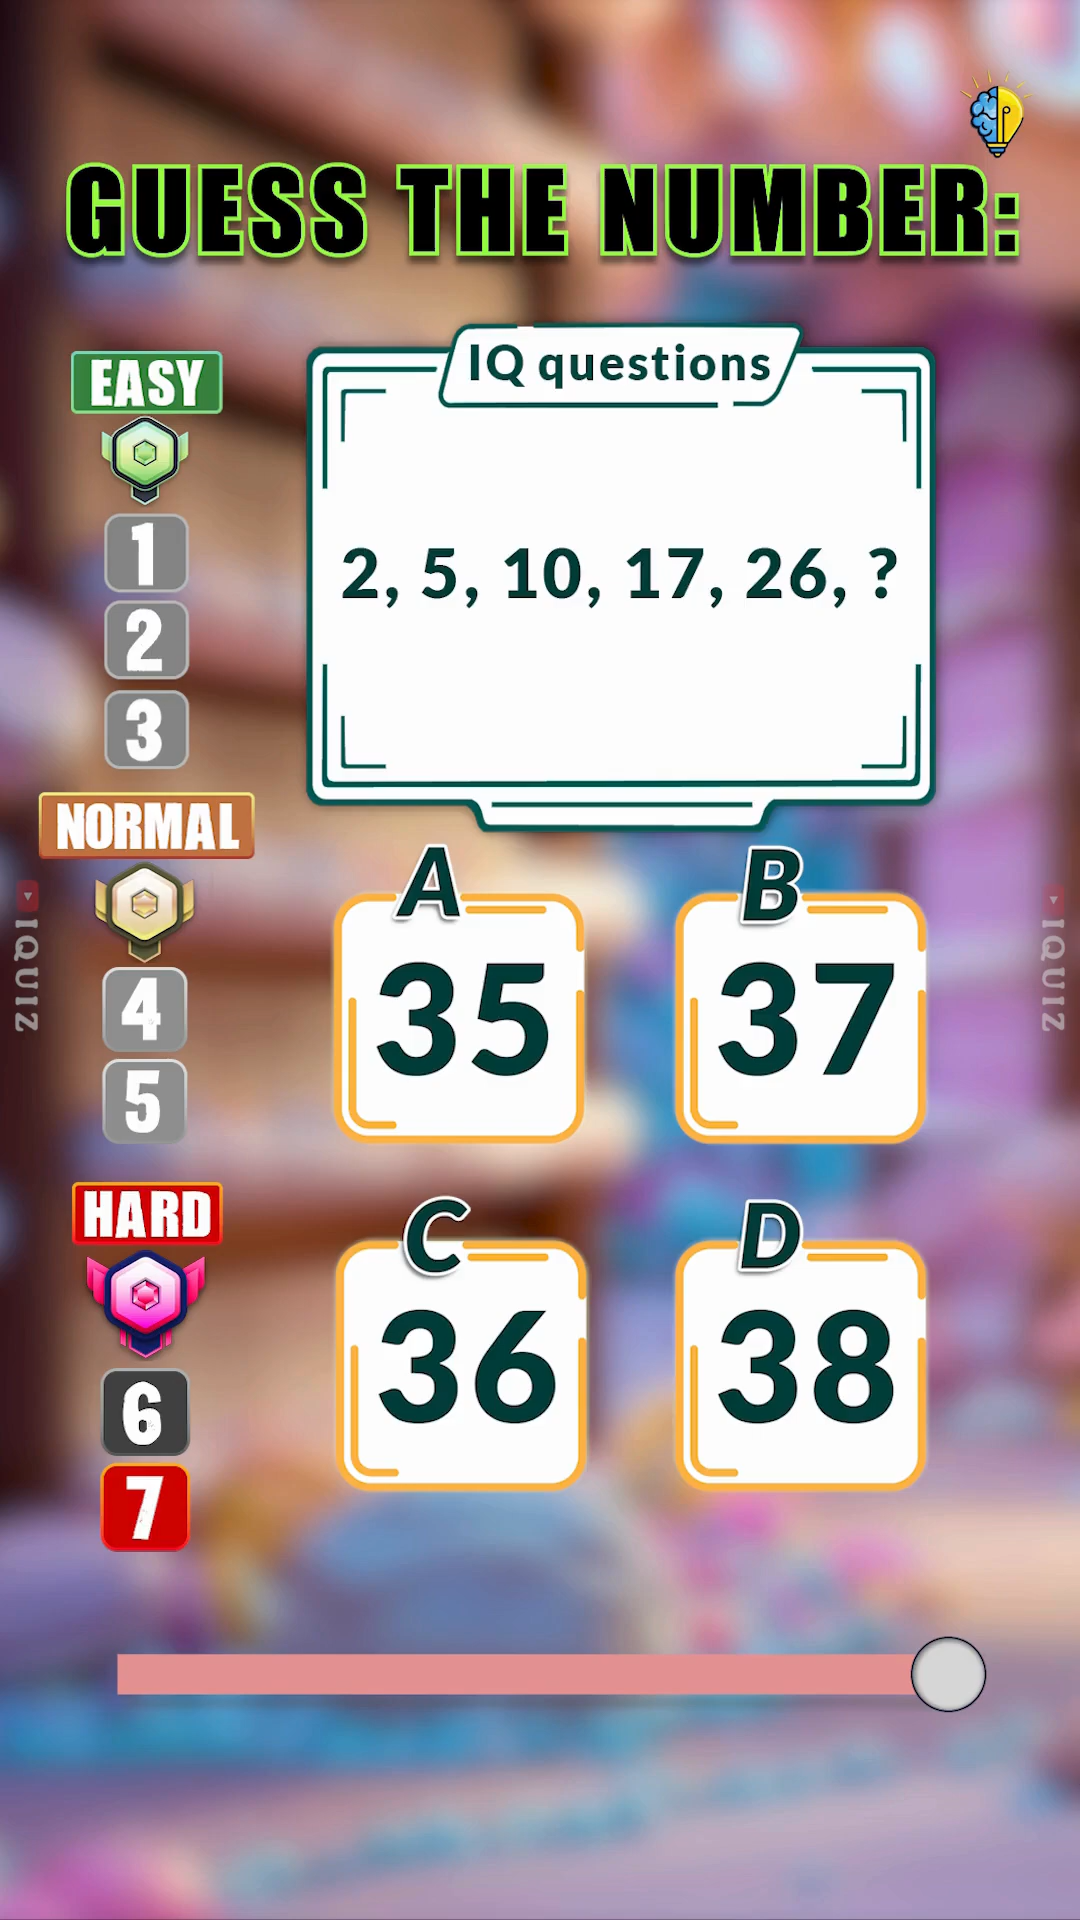 GUESS THE NUMBER:
IQ questions
2, 5, 10, 17, 26, ?
EASY
1
2
3
NORMAL
4
5
HARD
6
7
A
35
B
37
C
36
D
38
IQUIZ
IQUIZ